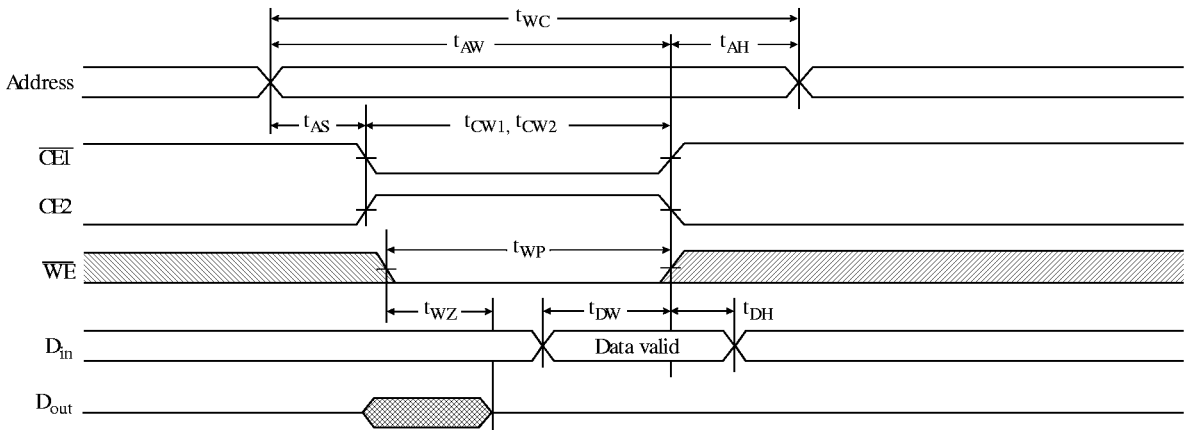 tWC
tAW tAH
Address
tAS tCW1, tCW2
CE1
CE2
tWP
WE
tWZ tDW tDH
Din Data valid
Dout